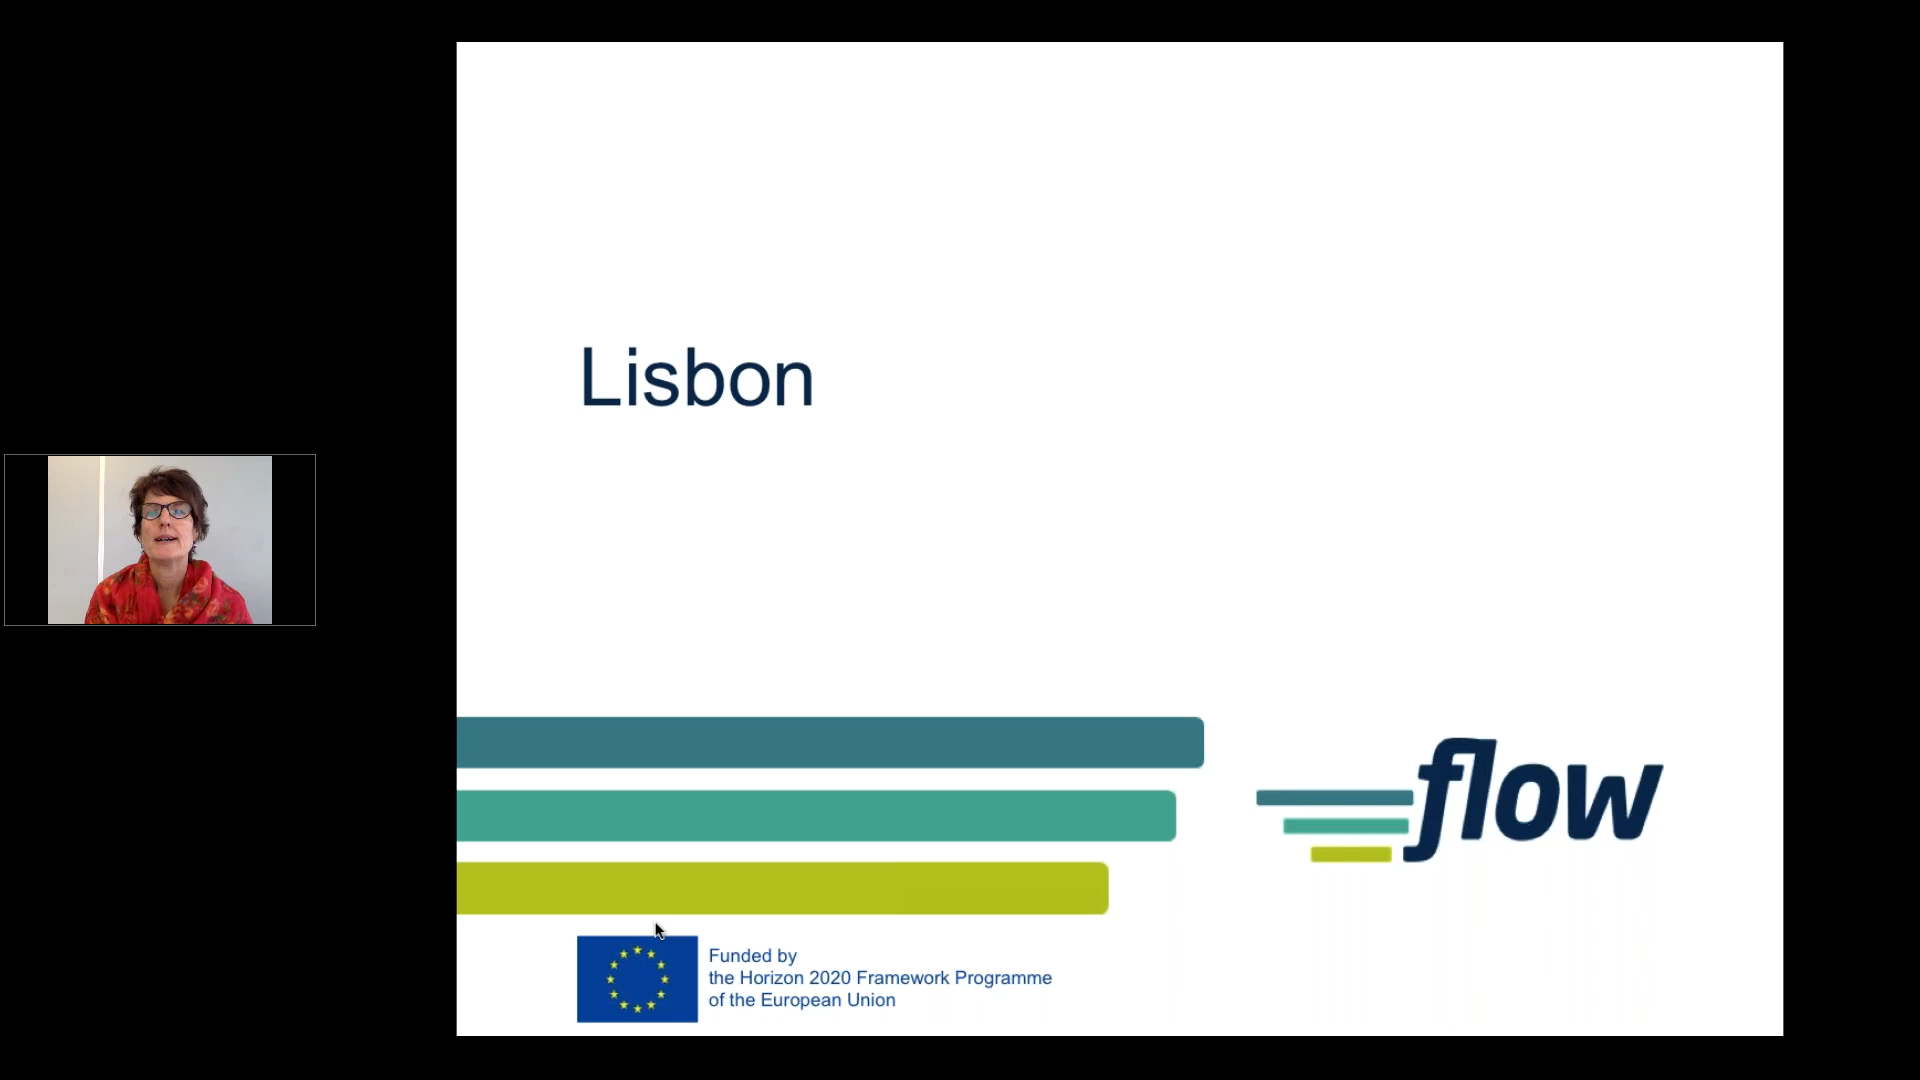 Lisbon
flow
Funded by
the Horizon 2020 Framework Programme
of the European Union